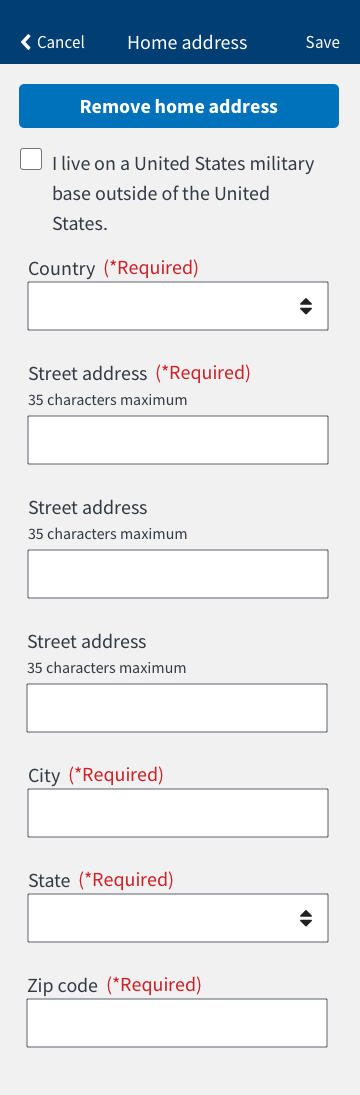 Cancel Home address Save
Remove home address
I live on a United States military
base outside of the United
States.
Country (*Required)
Street address (*Required)
35 characters maximum
Street address
35 characters maximum
Street address
35 characters maximum
City (*Required)
State (*Required)
Zip code (*Required)